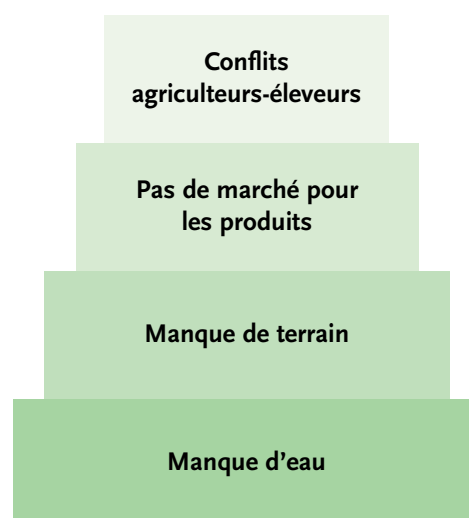 Conflits
agriculteurs-éleveurs
Pas de marché pour
les produits
Manque de terrain
Manque d’eau